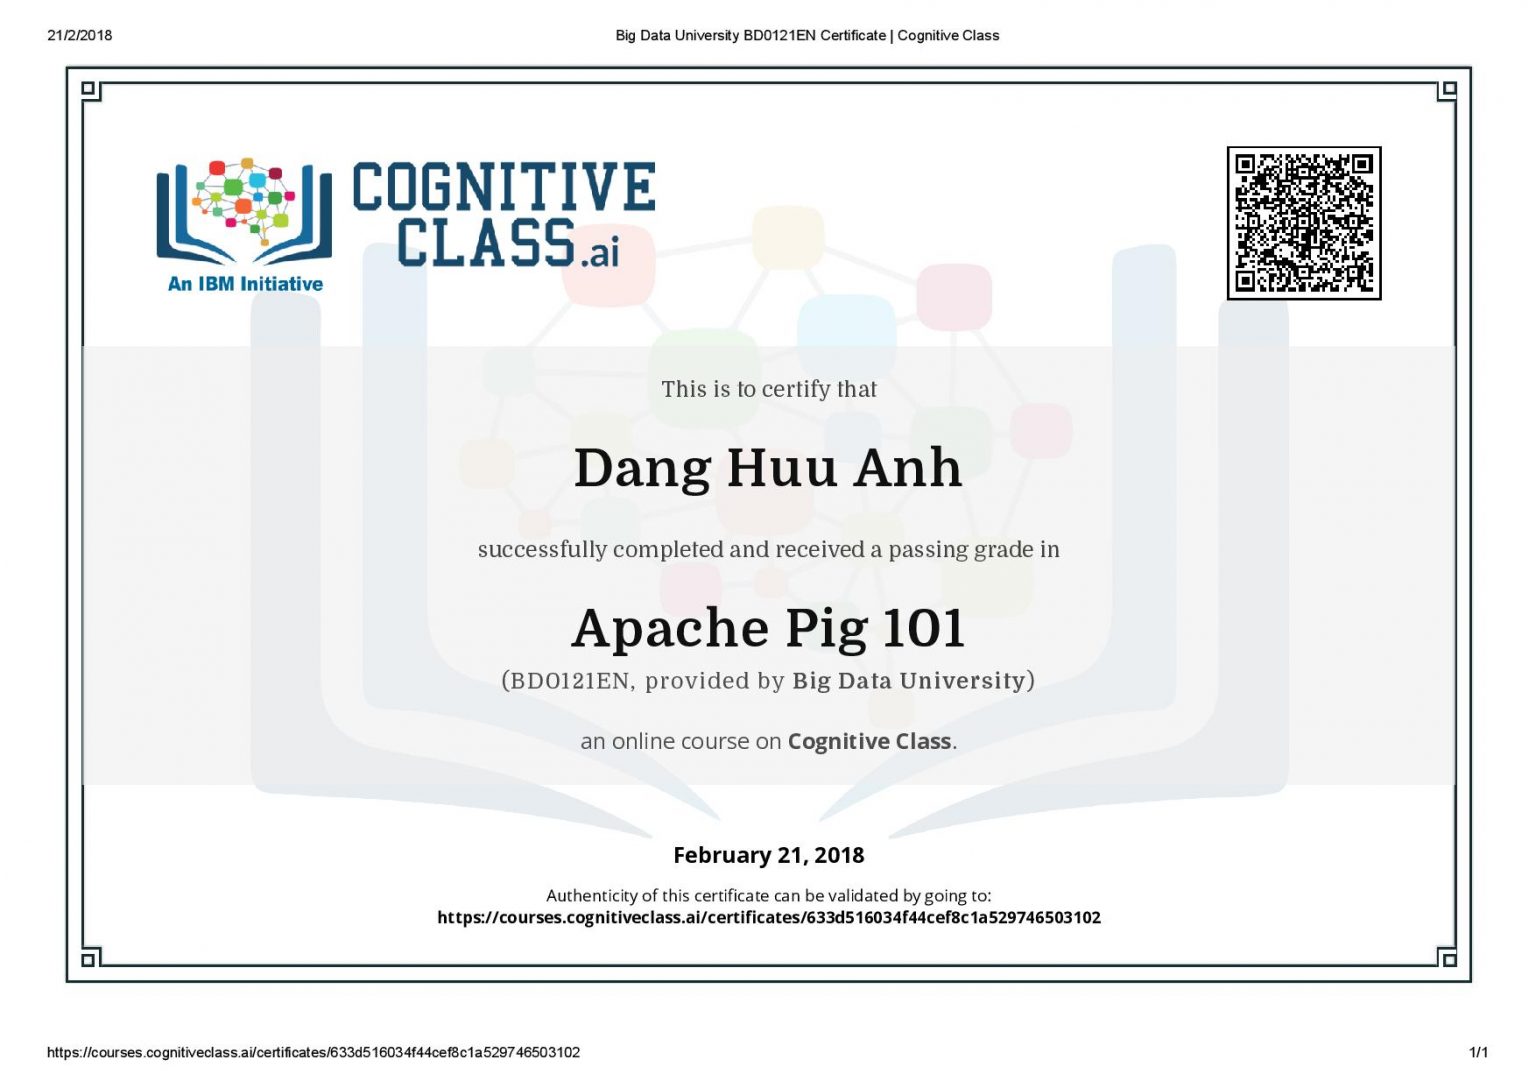 21/2/2018
Big Data University BD0121EN Certificate | Cognitive Class
COGNITIVE
CLASS.ai
An IBM Initiative
This is to certify that
Dang Huu Anh
successfully completed and received a passing grade in
Apache Pig 101
(BD0121EN, provided by Big Data University)
an online course on Cognitive Class.
February 21, 2018
Authenticity of this certificate can be validated by going to:
https://courses.cognitiveclass.ai/certificates/633d516034f44cef8c1a529746503102
https://courses.cognitiveclass.ai/certificates/633d516034f44cef8c1a529746503102
1/1